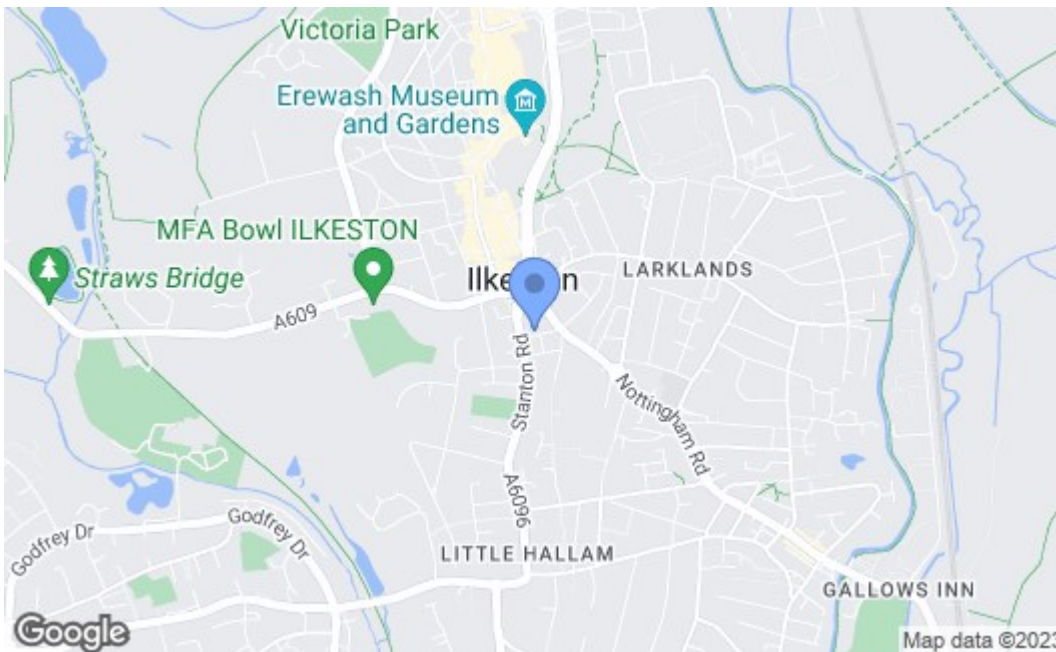 Victoria Park
Erewash Museum
and Gardens
MFA Bowl ILKESTON
Ilke on
LARKLANDS
Straws Bridge
A609
Stanton Rd
Nottingham Rd
A6096
Godfrey Dr
Godfrey Dr
LITTLE HALLAM
GALLOWS INN
Google
Map data ©2023